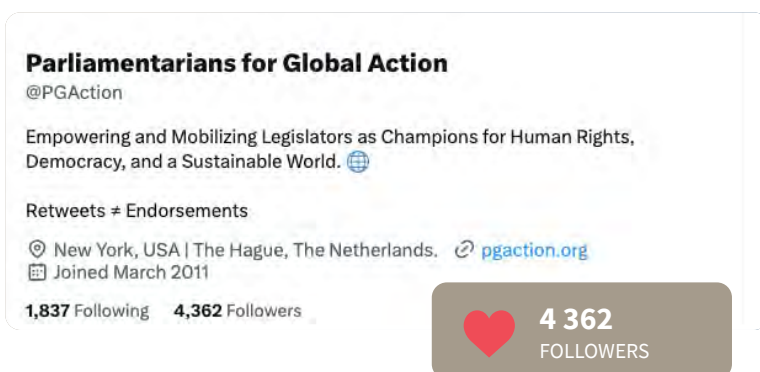 Parliamentarians for Global Action
@PGAction
Empowering and Mobilizing Legislators as Champions for Human Rights,
Democracy, and a Sustainable World. 🌐
Retweets ≠ Endorsements
New York, USA | The Hague, The Netherlands. pgaction.org
Joined March 2011
1,837 Following 4,362 Followers
4 362
FOLLOWERS